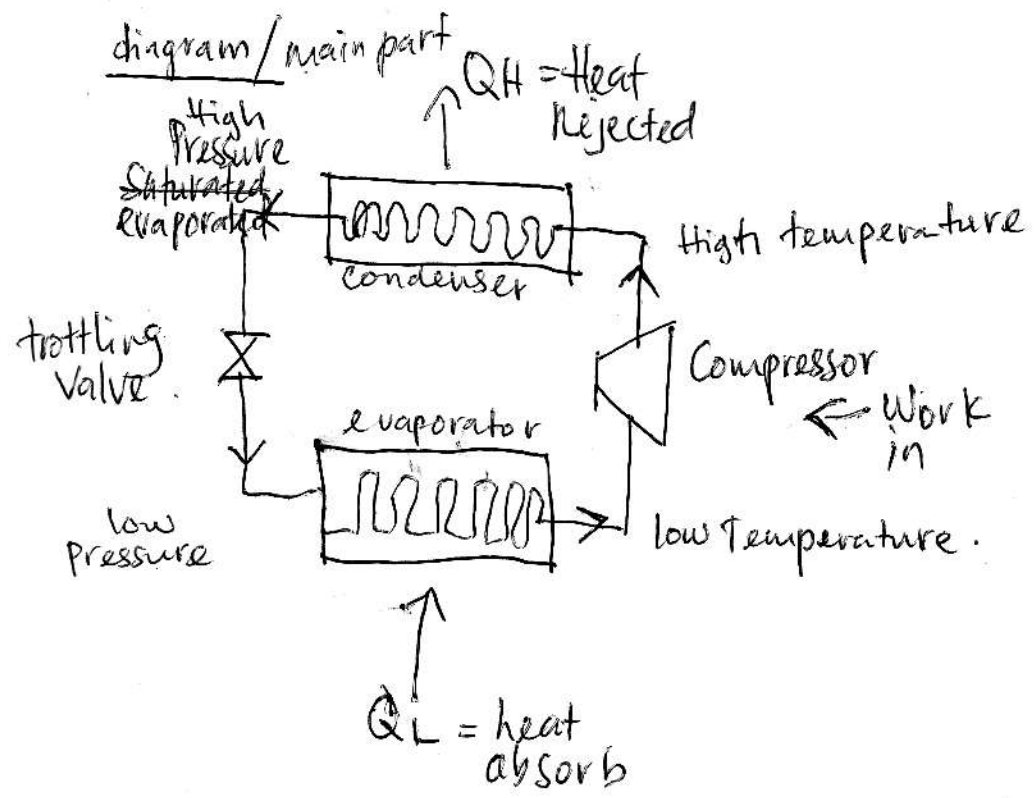 diagram/main part
QH = Heat
Rejected
High
Pressure
Saturated
evaporated
condenser
High temperature
trottling
Valve.
Compressor
Work
in
evaporator
low
pressure
low Temperature.
QL = heat
absorb